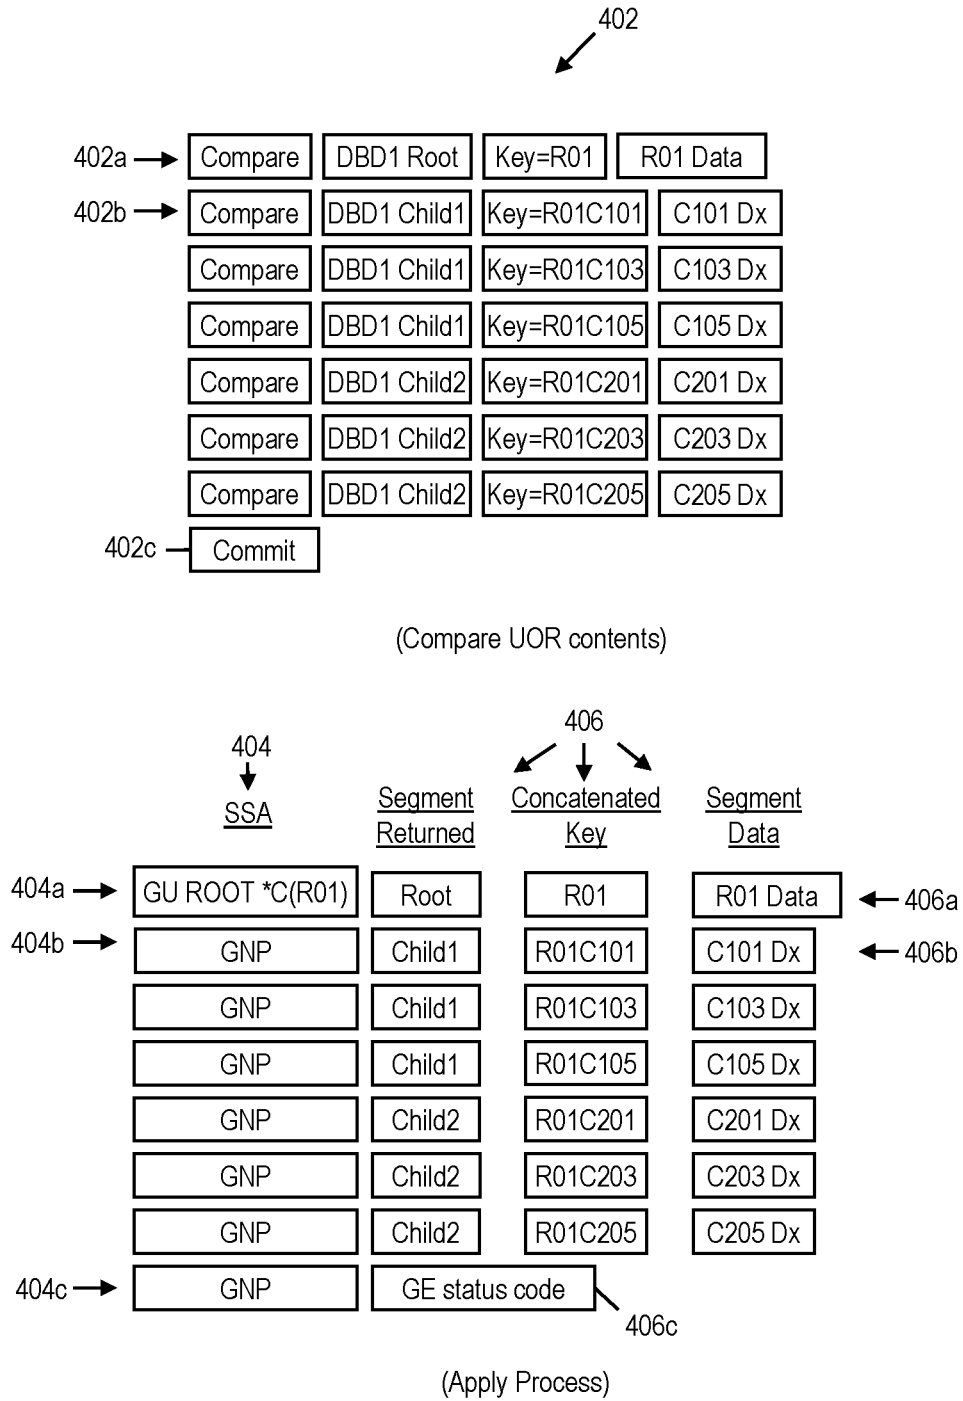 402
402a Compare DBD1 Root Key=R01 R01 Data
402b Compare DBD1 Child1 Key=R01C101 C101 Dx
Compare DBD1 Child1 Key=R01C103 C103 Dx
Compare DBD1 Child1 Key=R01C105 C105 Dx
Compare DBD1 Child2 Key=R01C201 C201 Dx
Compare DBD1 Child2 Key=R01C203 C203 Dx
Compare DBD1 Child2 Key=R01C205 C205 Dx
402c Commit
(Compare UOR contents)
406
404
SSA
Segment Returned
Concatenated Key
Segment Data
404a GU ROOT *C(R01) Root R01 R01 Data 406a
404b GNP Child1 R01C101 C101 Dx 406b
GNP Child1 R01C103 C103 Dx
GNP Child1 R01C105 C105 Dx
GNP Child2 R01C201 C201 Dx
GNP Child2 R01C203 C203 Dx
GNP Child2 R01C205 C205 Dx
404c GNP GE status code
406c
(Apply Process)